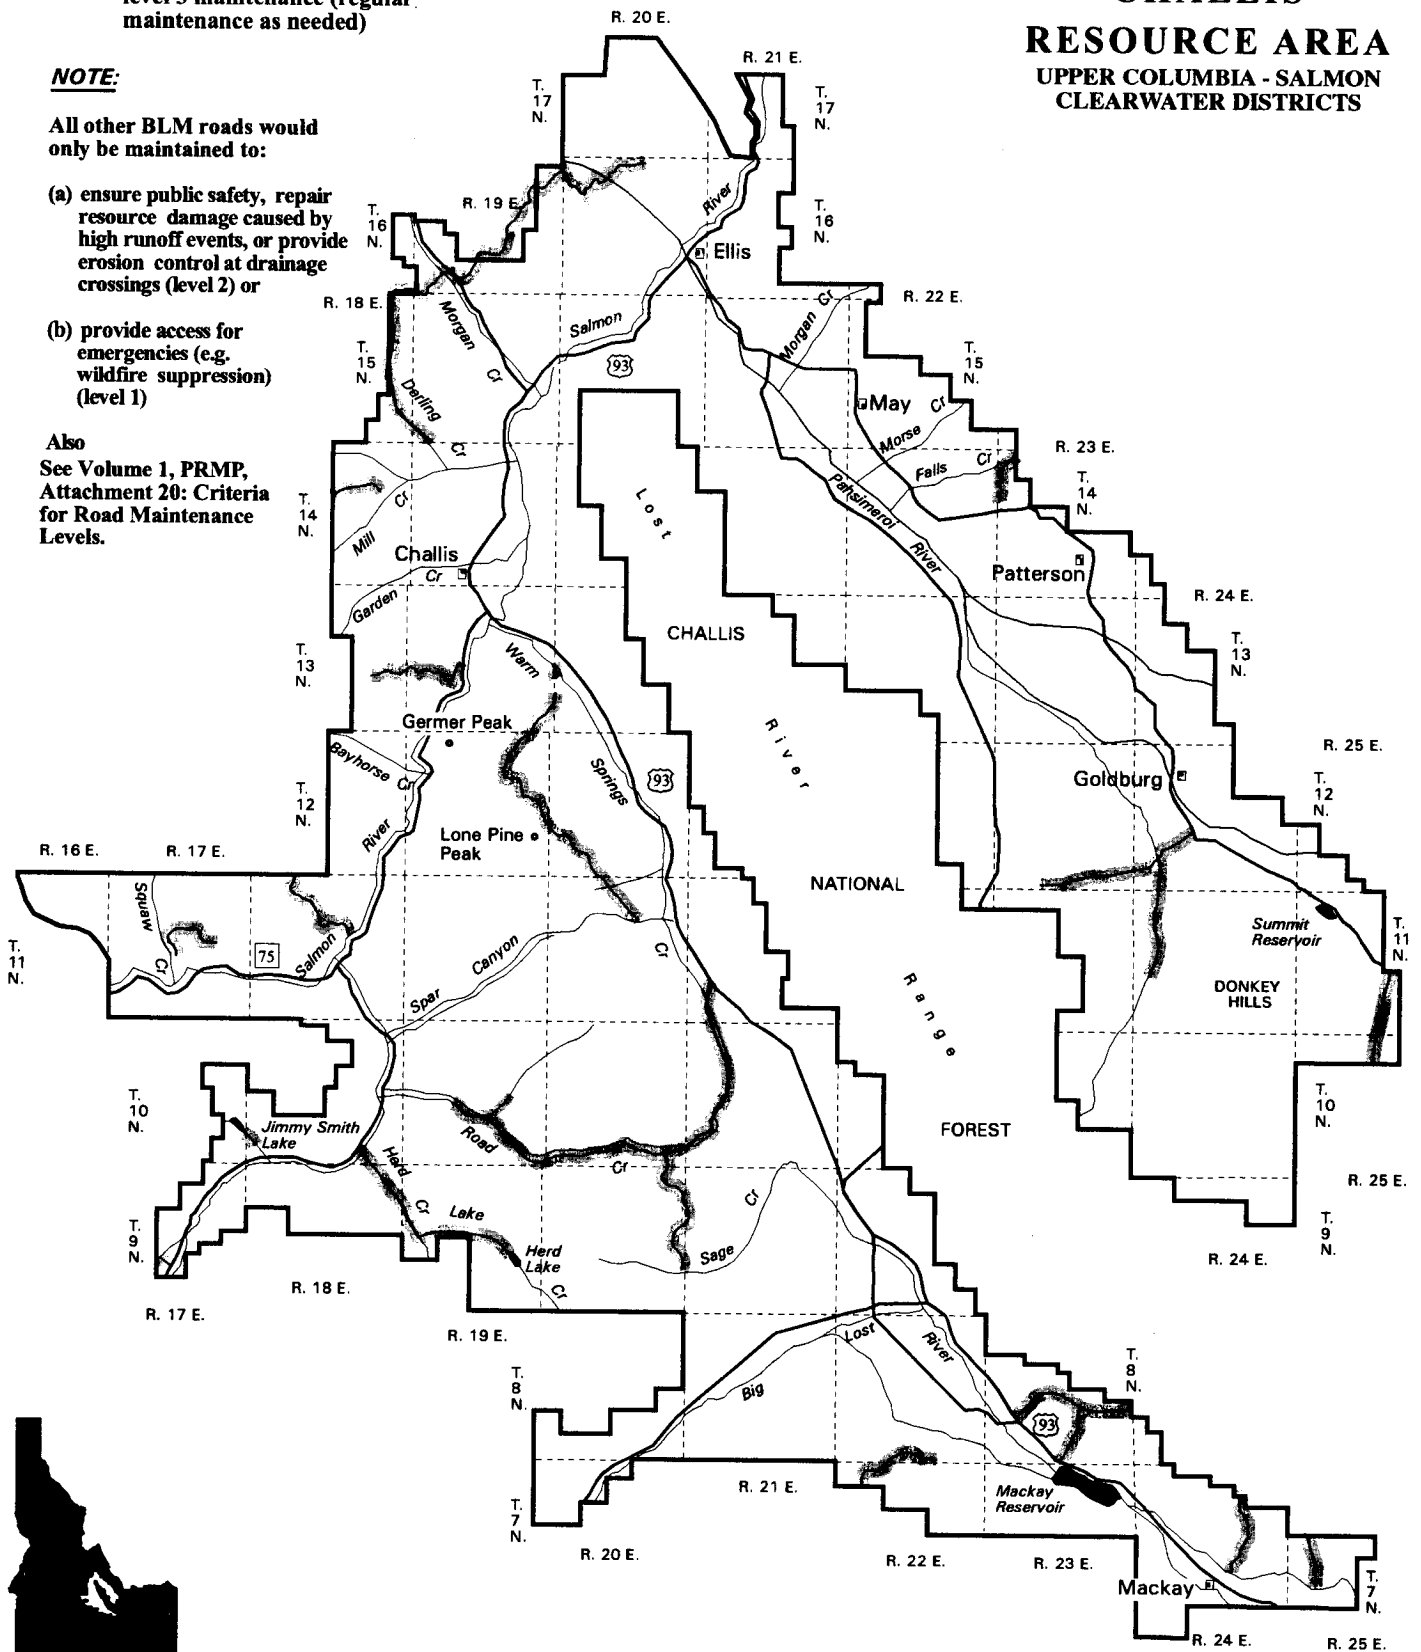 maintenance as needed)
CHALLIS
RESOURCE AREA
UPPER COLUMBIA - SALMON
CLEARWATER DISTRICTS
NOTE:
All other BLM roads would
only be maintained to:
(a) ensure public safety, repair
resource damage caused by
high runoff events, or provide
erosion control at drainage
crossings (level 2) or
(b) provide access for
emergencies (e.g.
wildfire suppression)
(level 1)
Also
See Volume 1, PRMP,
Attachment 20: Criteria
for Road Maintenance
Levels.
R. 20 E.
R. 21 E.
T.
17
N.
T.
17
N.
R. 19 E.
T.
16
N.
T.
16
N.
River
Ellis
R. 18 E.
R. 22 E.
Morgan
Cr
Salmon
93
Morgan
Cr
T.
15
N.
T.
15
N.
Darling
Cr
May
Morse
Cr
Falls
Cr
R. 23 E.
T.
14
N.
T.
14
N.
Mill
Cr
Lost
Pahsimeroi
River
Challis
Cr
Garden
Patterson
R. 24 E.
CHALLIS
T.
13
N.
T.
13
N.
Warm
Germer Peak
River
R. 25 E.
Bayhorse
Cr
Springs
93
Goldburg
T.
12
N.
T.
12
N.
River
Lone Pine
Peak
R. 16 E.
R. 17 E.
NATIONAL
Squaw
Cr
T.
11
N.
75
Salmon
Canyon
Spar
Cr
Summit
Reservoir
T.
11
N.
DONKEY
HILLS
Range
T.
10
N.
Jimmy Smith
Lake
Road
Cr
FOREST
T.
10
N.
Herd
Cr
R. 25 E.
T.
9
N.
Lake
Herd
Lake
Cr
Sage
Cr
T.
9
N.
R. 24 E.
R. 17 E.
R. 18 E.
R. 19 E.
Lost
River
T.
8
N.
T.
8
N.
Big
93
R. 21 E.
Mackay
Reservoir
T.
7
N.
R. 20 E.
R. 22 E.
R. 23 E.
Mackay
T.
7
N.
R. 24 E.
R. 25 E.